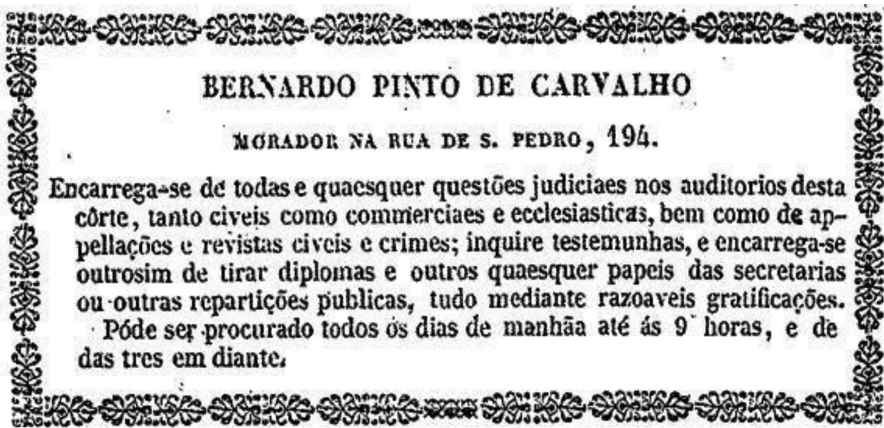 BERNARDO PINTO DE CARVALHO
MORADOR NA RUA DE S. PEDRO, 194.
Encarrega-se de todas e quaesquer questões judiciaes nos auditorios desta
côrte, tanto civeis como commerciaes e ecclesiasticas, bem como de ap-
pellações e revistas civeis e crimes; inquire testemunhas, e encarrega-se
outrosim de tirar diplomas e outros quaesquer papeis das secretarias
ou outras repartições publicas, tudo mediante razoaveis gratificações.
Póde ser procurado todos os dias de manhãa até ás 9 horas, e de
das tres em diante.